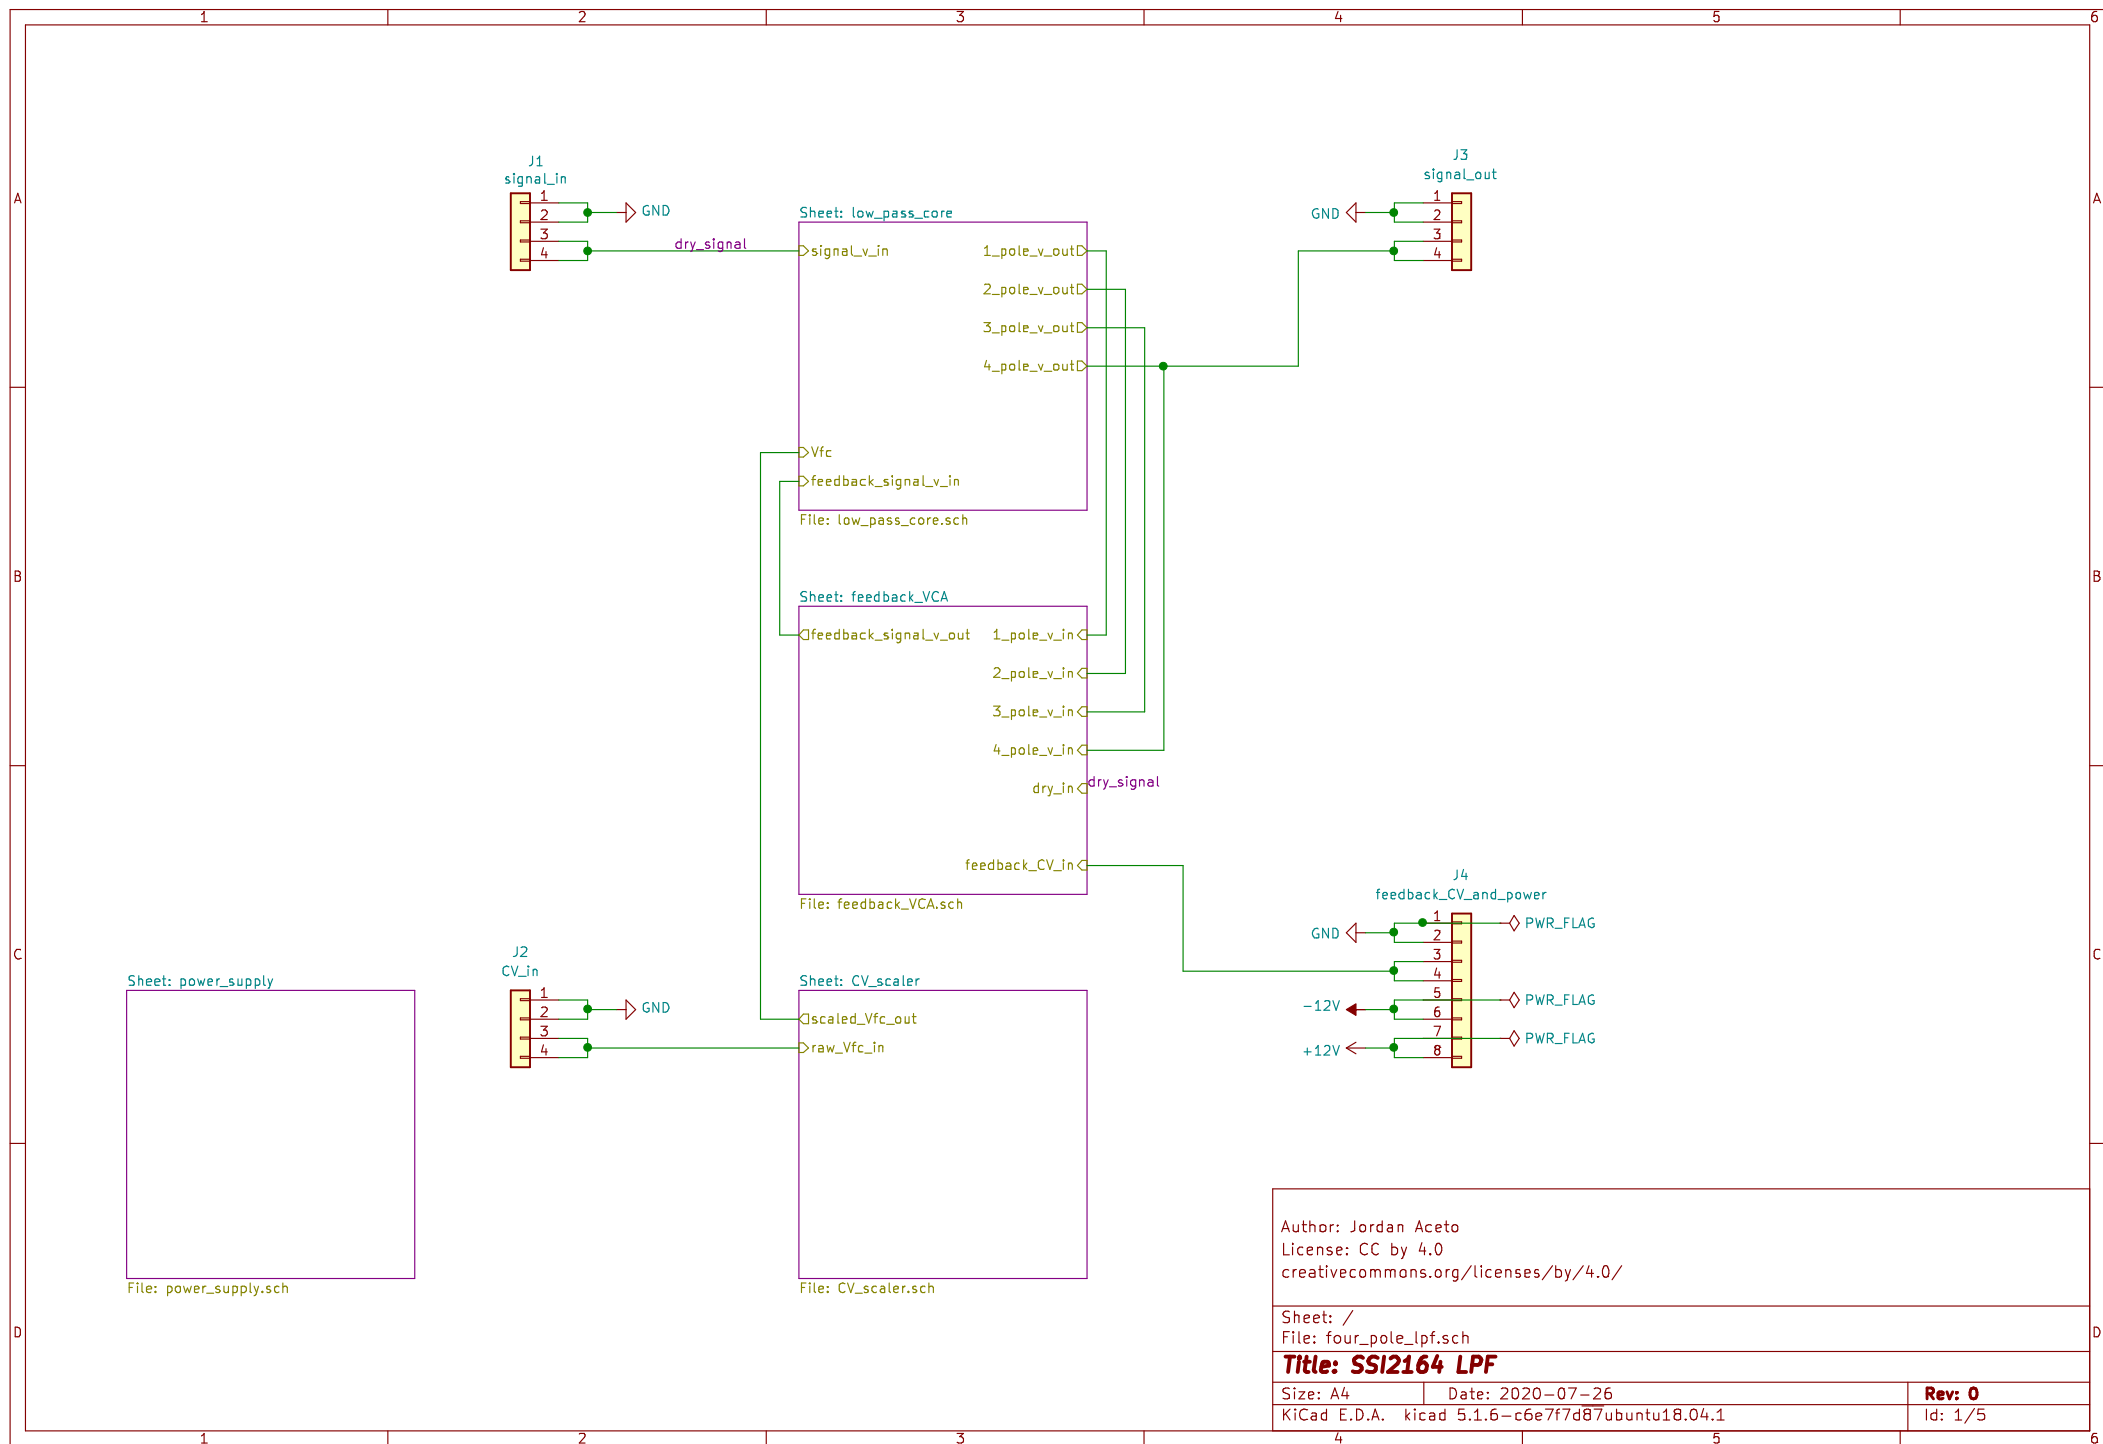 1 2 3 4 5 6
A A
B B
C C
D D
J1
signal_in
1
2
3
4
GND
dry_signal
Sheet: low_pass_core
signal_v_in
1_pole_v_out
2_pole_v_out
3_pole_v_out
4_pole_v_out
Vfc
feedback_signal_v_in
File: low_pass_core.sch
J3
signal_out
GND
1
2
3
4
Sheet: feedback_VCA
feedback_signal_v_out
1_pole_v_in
2_pole_v_in
3_pole_v_in
4_pole_v_in
dry_in
dry_signal
feedback_CV_in
File: feedback_VCA.sch
J4
feedback_CV_and_power
1
2
3
4
5
6
7
8
GND
-12V
+12V
PWR_FLAG
PWR_FLAG
PWR_FLAG
Sheet: power_supply
File: power_supply.sch
J2
CV_in
1
2
3
4
GND
Sheet: CV_scaler
scaled_Vfc_out
raw_Vfc_in
File: CV_scaler.sch
Author: Jordan Aceto
License: CC by 4.0
creativecommons.org/licenses/by/4.0/
Sheet: /
File: four_pole_lpf.sch
Title: SSI2164 LPF
Size: A4 Date: 2020-07-26 Rev: 0
KiCad E.D.A. kicad 5.1.6-c6e7f7d87ubuntu18.04.1 Id: 1/5
1 2 3 4 5 6